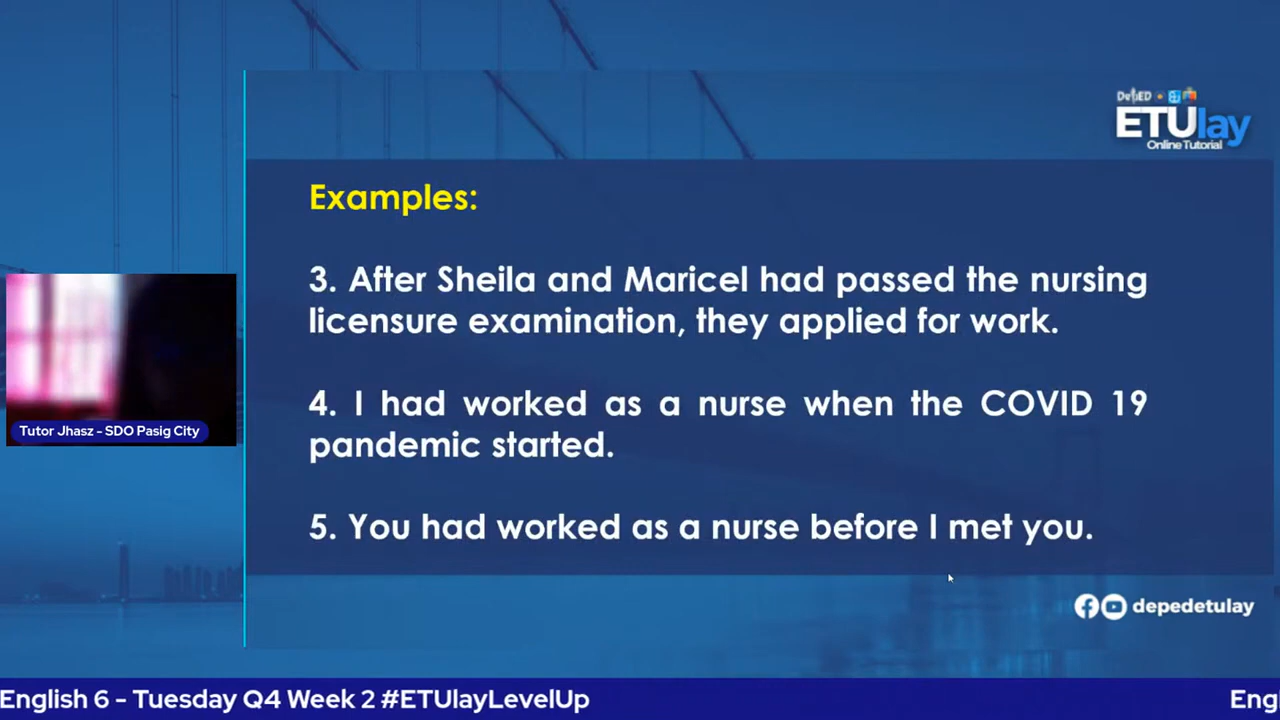 DepED
ETUlay
Online Tutorial
Examples:
3. After Sheila and Maricel had passed the nursing
licensure examination, they applied for work.
4. I had worked as a nurse when the COVID 19
pandemic started.
5. You had worked as a nurse before I met you.
Tutor Jhasz - SDO Pasig City
depedetulay
English 6 - Tuesday Q4 Week 2 #ETUlayLevelUp
Engl